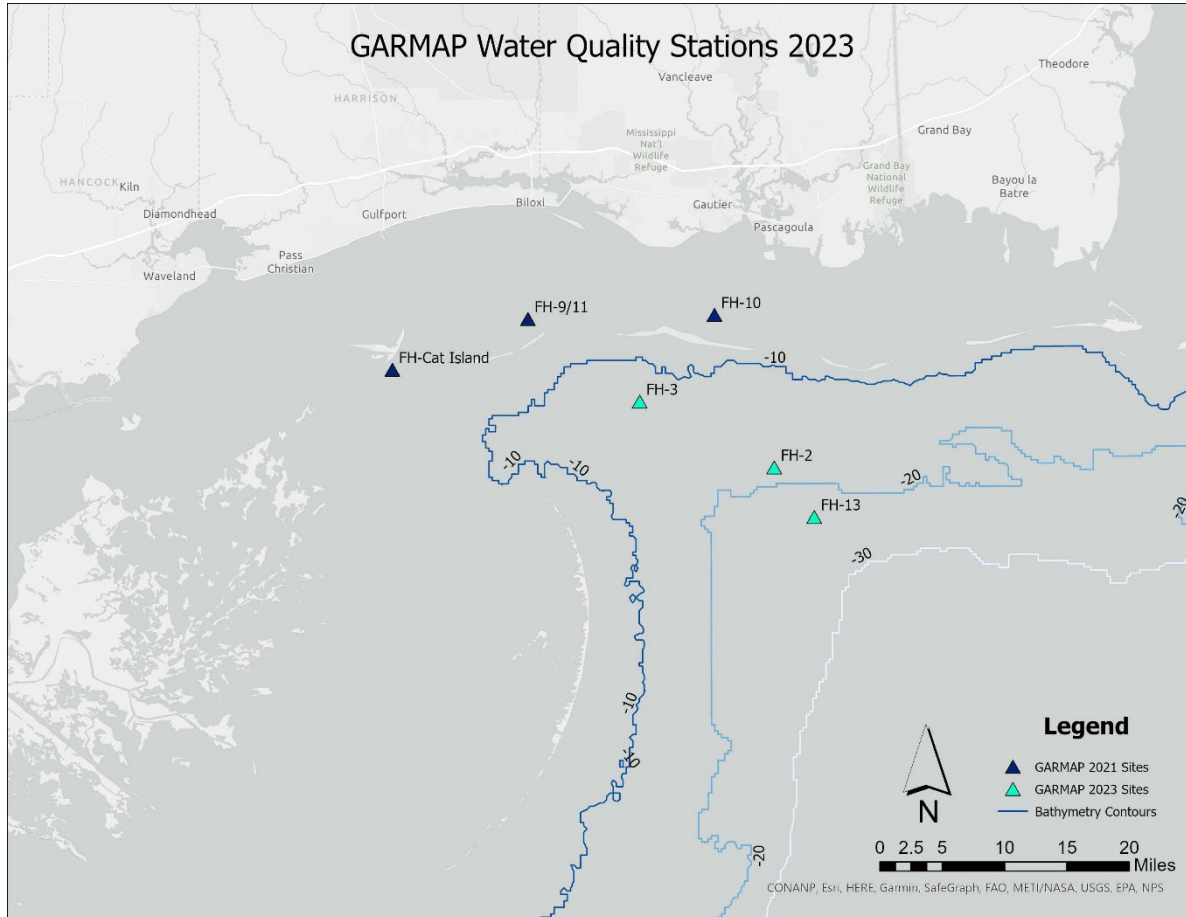 GARMAP Water Quality Stations 2023
Theodore
Vancleave
HARRISON
Grand Bay
Mississippi
Nat'l
Wildlife
Refuge
Grand Bay
National
Wildlife
Refuge
HANCOCK
Kiln
Bayou la
Batre
Diamondhead
Gulfport
Biloxi
Gautier
Pascagoula
Pass
Christian
Waveland
FH-9/11
FH-10
FH-Cat Island
-10
FH-3
-10
-10
FH-2
-20
-20
FH-13
-30
-10
-10
-20
Legend
GARMAP 2021 Sites
GARMAP 2023 Sites
Bathymetry Contours
N
0 2.5 5 10 15 20
Miles
CONANP, Esri, HERE, Garmin, SafeGraph, FAO, METI/NASA, USGS, EPA, NPS